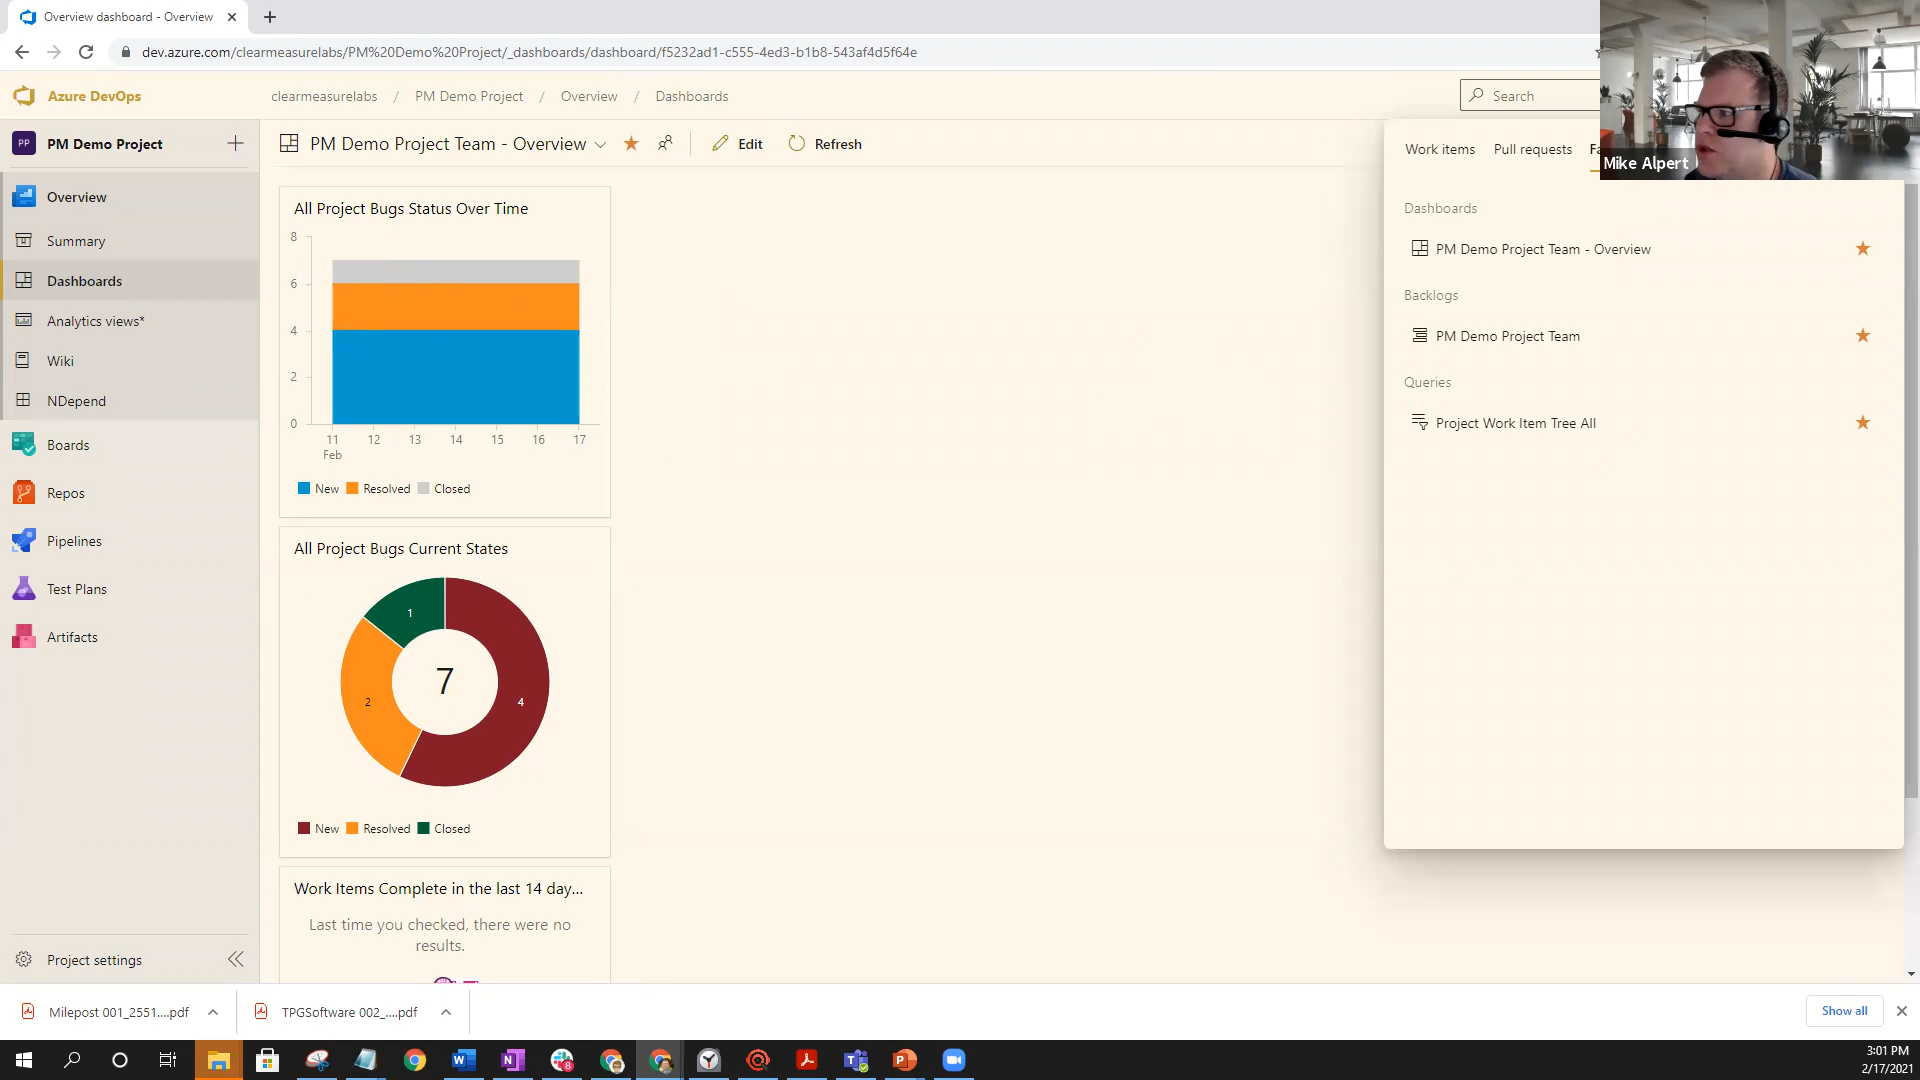 Overview dashboard - Overview
dev.azure.com/clearmeasurelabs/PM%20Demo%20Project/_dashboards/dashboard/f5232ad1-c555-4ed3-b1b8-543af4d5f64e
Azure DevOps
clearmeasurelabs / PM Demo Project / Overview / Dashboards
Search
PP PM Demo Project
PM Demo Project Team - Overview
Edit
Refresh
Work items
Pull requests
Mike Alpert
Overview
Summary
Dashboards
Analytics views*
Wiki
NDepend
Boards
Repos
Pipelines
Test Plans
Artifacts
Project settings
All Project Bugs Status Over Time
8
6
4
2
0
11 12 13 14 15 16 17
Feb
New Resolved Closed
All Project Bugs Current States
1
7
2
4
New Resolved Closed
Work Items Complete in the last 14 day...
Last time you checked, there were no
results.
Dashboards
PM Demo Project Team - Overview
Backlogs
PM Demo Project Team
Queries
Project Work Item Tree All
Milepost 001_2551....pdf
TPGSoftware 002_....pdf
Show all
8
3:01 PM
2/17/2021